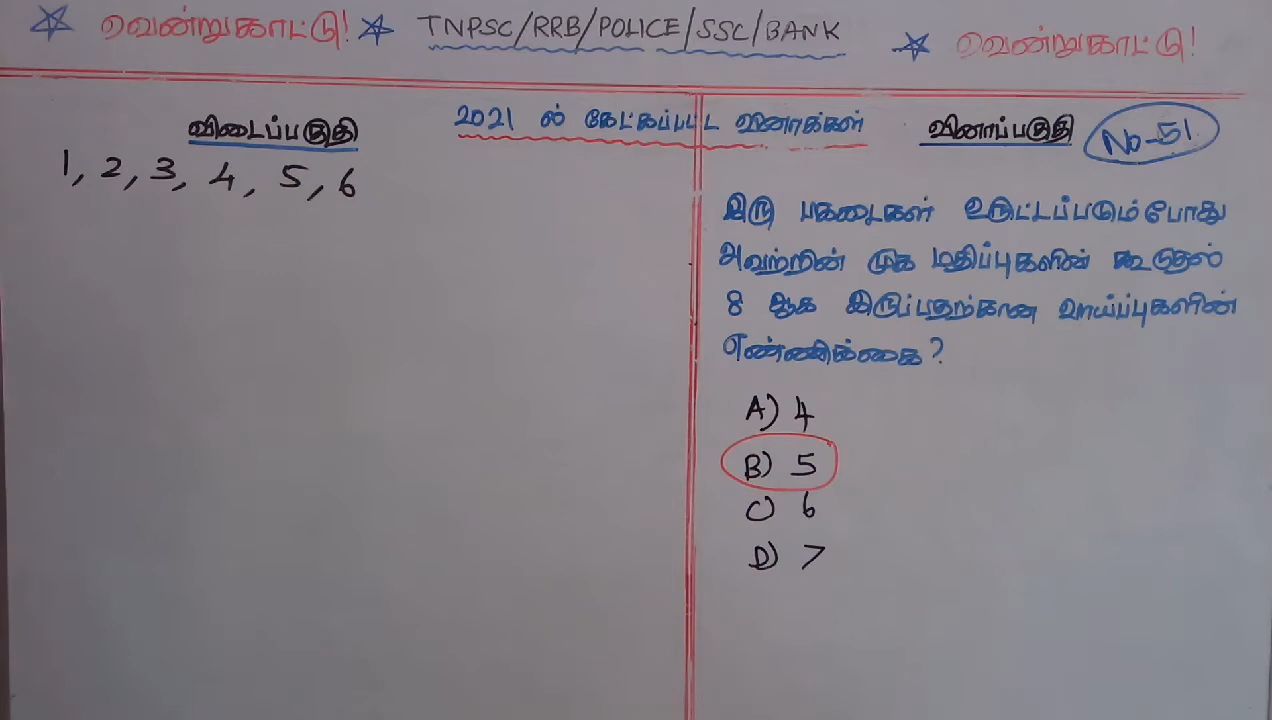 வென்றுகாட்டு! TNPSC/RRB/POLICE/SSC/BANK வென்றுகாட்டு!
2021 ல் கேட்கப்பட்ட வினாக்கள்
விடைப்பகுதி
1, 2, 3, 4, 5, 6
வினாப்பகுதி No-51
இரு பகடைகள் உருட்டப்படும்போது
அவற்றின் முக மதிப்புகளின் கூடுதல்
8 ஆக இருப்பதற்கான வாய்ப்புகளின்
எண்ணிக்கை?
A) 4
B) 5
C) 6
D) 7